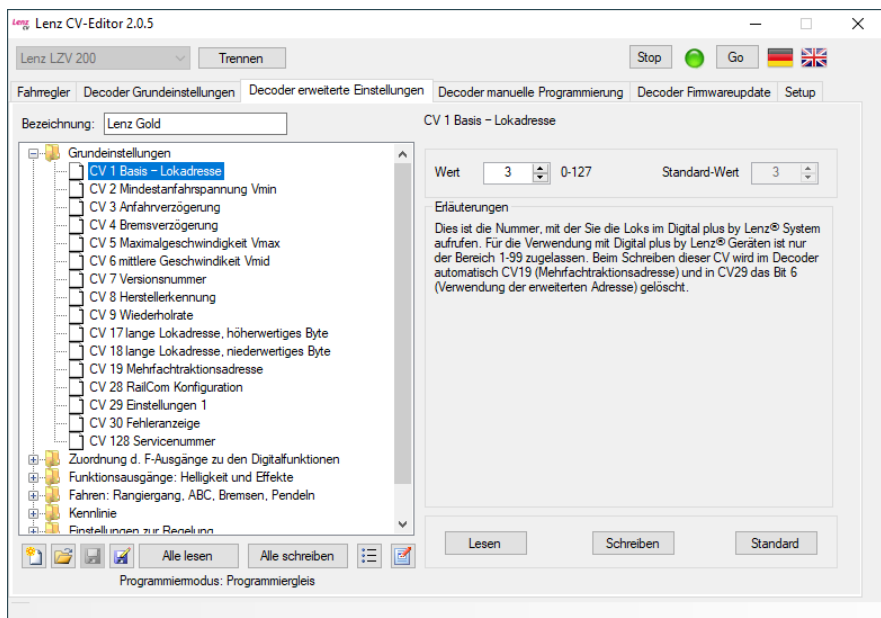 Lenz CV Lenz CV-Editor 2.0.5
Lenz LZV 200 Trennen Stop Go
Fahrregler Decoder Grundeinstellungen Decoder erweiterte Einstellungen Decoder manuelle Programmierung Decoder Firmwareupdate Setup
Bezeichnung: Lenz Gold
CV 1 Basis – Lokadresse
Grundeinstellungen
CV 1 Basis – Lokadresse
CV 2 Mindestanfahrspannung Vmin
CV 3 Anfahrverzögerung
CV 4 Bremsverzögerung
CV 5 Maximalgeschwindigkeit Vmax
CV 6 mittlere Geschwindikeit Vmid
CV 7 Versionsnummer
CV 8 Herstellerkennung
CV 9 Wiederholrate
CV 17 lange Lokadresse, höherwertiges Byte
CV 18 lange Lokadresse, niederwertiges Byte
CV 19 Mehrfachtraktionsadresse
CV 28 RailCom Konfiguration
CV 29 Einstellungen 1
CV 30 Fehleranzeige
CV 128 Servicenummer
Zuordnung d. F-Ausgänge zu den Digitalfunktionen
Funktionsausgänge: Helligkeit und Effekte
Fahren: Rangiergang, ABC, Bremsen, Pendeln
Kennlinie
Einstellungen zur Regelung
Alle lesen Alle schreiben
Programmiermodus: Programmiergleis
Wert 3 0-127 Standard-Wert 3
Erläuterungen
Dies ist die Nummer, mit der Sie die Loks im Digital plus by Lenz® System
aufrufen. Für die Verwendung mit Digital plus by Lenz® Geräten ist nur
der Bereich 1-99 zugelassen. Beim Schreiben dieser CV wird im Decoder
automatisch CV19 (Mehrfachtraktionsadresse) und in CV29 das Bit 6
(Verwendung der erweiterten Adresse) gelöscht.
Lesen Schreiben Standard